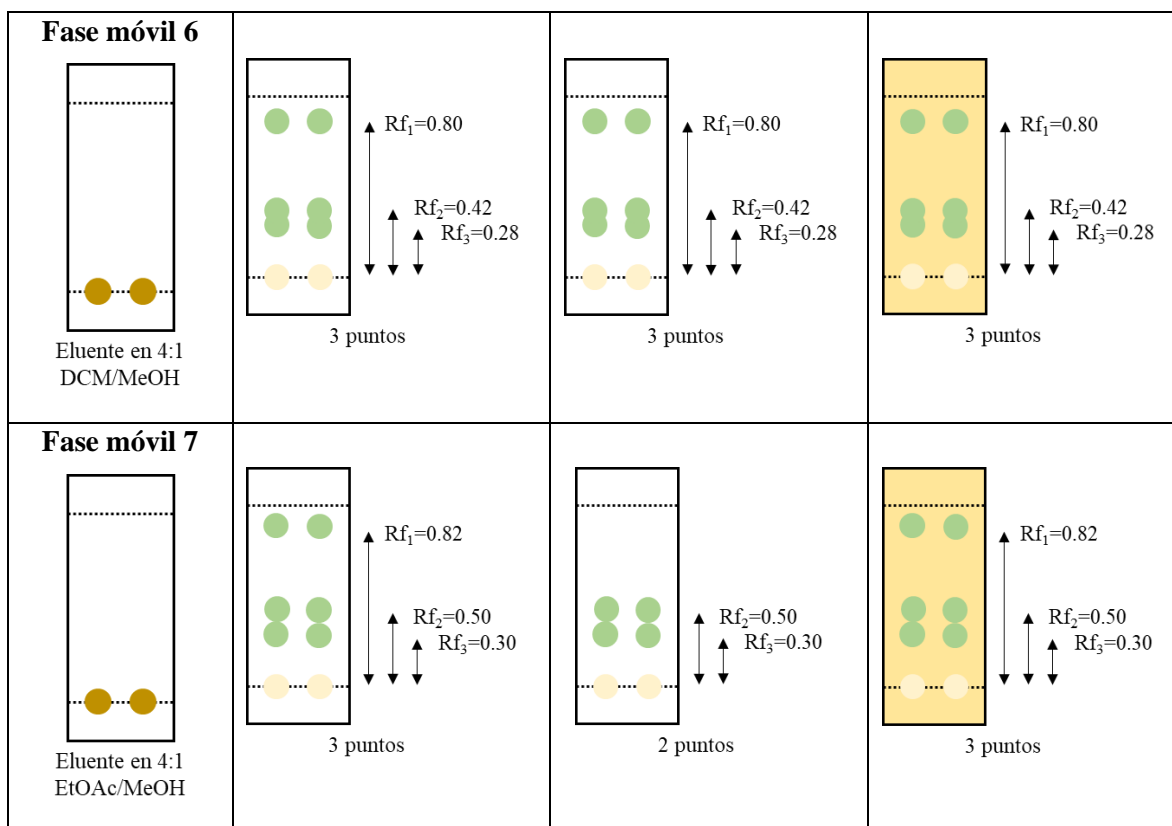 Fase móvil 6
Eluente en 4:1
DCM/MeOH
Rf₁=0.80
Rf₂=0.42
Rf₃=0.28
3 puntos
Rf₁=0.80
Rf₂=0.42
Rf₃=0.28
3 puntos
Rf₁=0.80
Rf₂=0.42
Rf₃=0.28
3 puntos
Fase móvil 7
Eluente en 4:1
EtOAc/MeOH
Rf₁=0.82
Rf₂=0.50
Rf₃=0.30
3 puntos
Rf₂=0.50
Rf₃=0.30
2 puntos
Rf₁=0.82
Rf₂=0.50
Rf₃=0.30
3 puntos